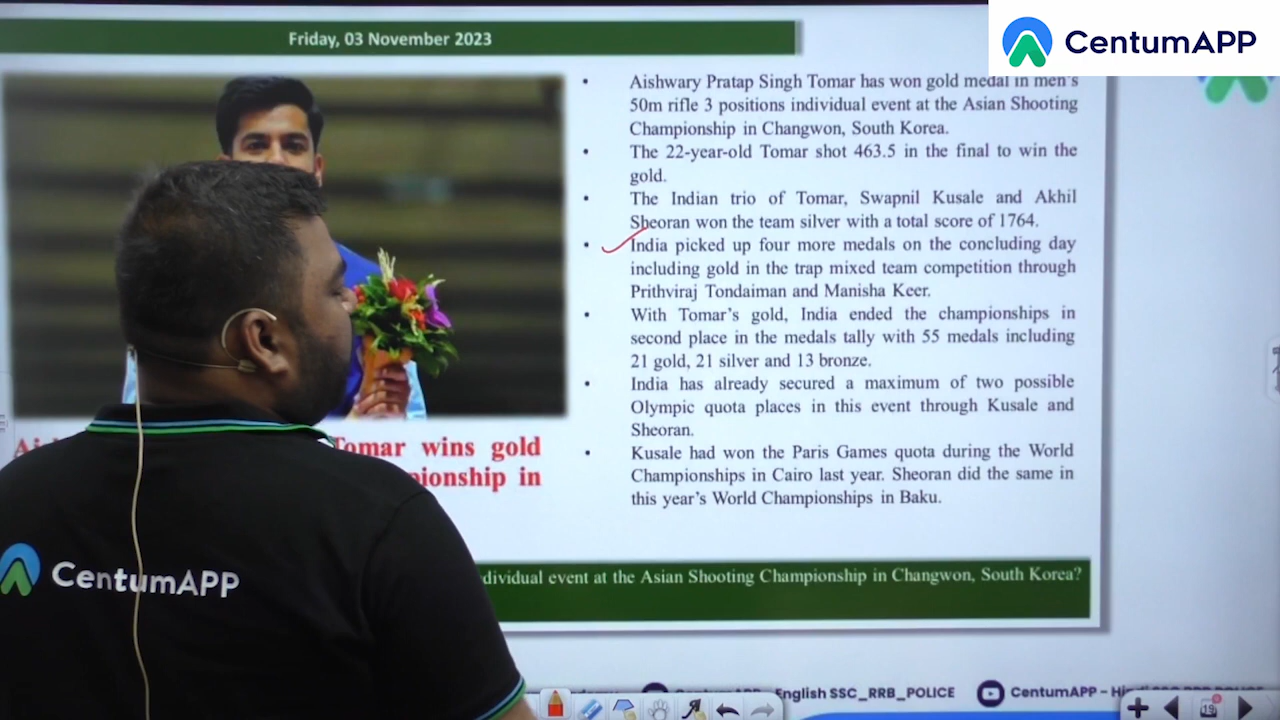 CentumAPP
Friday, 03 November 2023
• Aishwary Pratap Singh Tomar has won gold medal in men's
50m rifle 3 positions individual event at the Asian Shooting
Championship in Changwon, South Korea.
• The 22-year-old Tomar shot 463.5 in the final to win the
gold.
• The Indian trio of Tomar, Swapnil Kusale and Akhil
Sheoran won the team silver with a total score of 1764.
• India picked up four more medals on the concluding day
including gold in the trap mixed team competition through
Prithviraj Tondaiman and Manisha Keer.
• With Tomar's gold, India ended the championships in
second place in the medals tally with 55 medals including
21 gold, 21 silver and 13 bronze.
• India has already secured a maximum of two possible
Olympic quota places in this event through Kusale and
Sheoran.
• Kusale had won the Paris Games quota during the World
Championships in Cairo last year. Sheoran did the same in
this year's World Championships in Baku.
Tomar wins gold
in
event at the Asian Shooting Championship in Changwon, South Korea?
CentumAPP
English SSC_RRB_POLICE
CentumAPP -
19